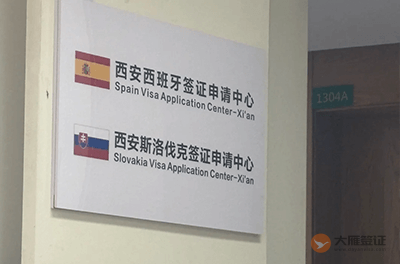 西安西班牙签证申请中心
Spain Visa Application Center-Xi'an
西安斯洛伐克签证申请中心
Slovakia Visa Application Center-Xi'an
1304A
大雁签证